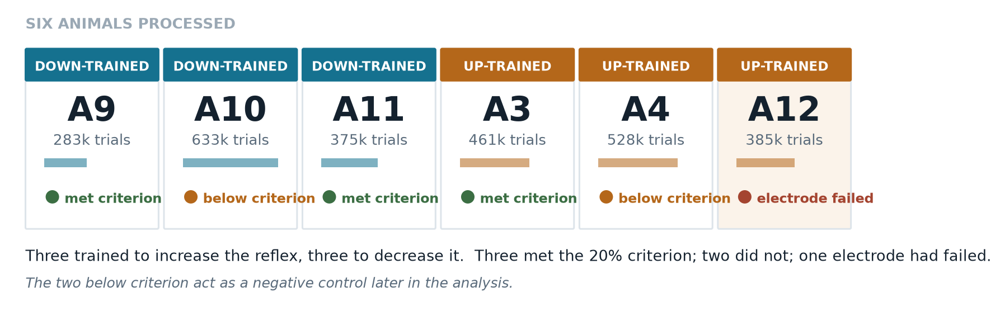 SIX ANIMALS PROCESSED
DOWN-TRAINED DOWN-TRAINED DOWN-TRAINED UP-TRAINED UP-TRAINED UP-TRAINED
A9 A10 A11 A3 A4 A12
283k trials 633k trials 375k trials 461k trials 528k trials 385k trials
met criterion below criterion met criterion met criterion below criterion electrode failed
Three trained to increase the reflex, three to decrease it. Three met the 20% criterion; two did not; one electrode had failed.
The two below criterion act as a negative control later in the analysis.